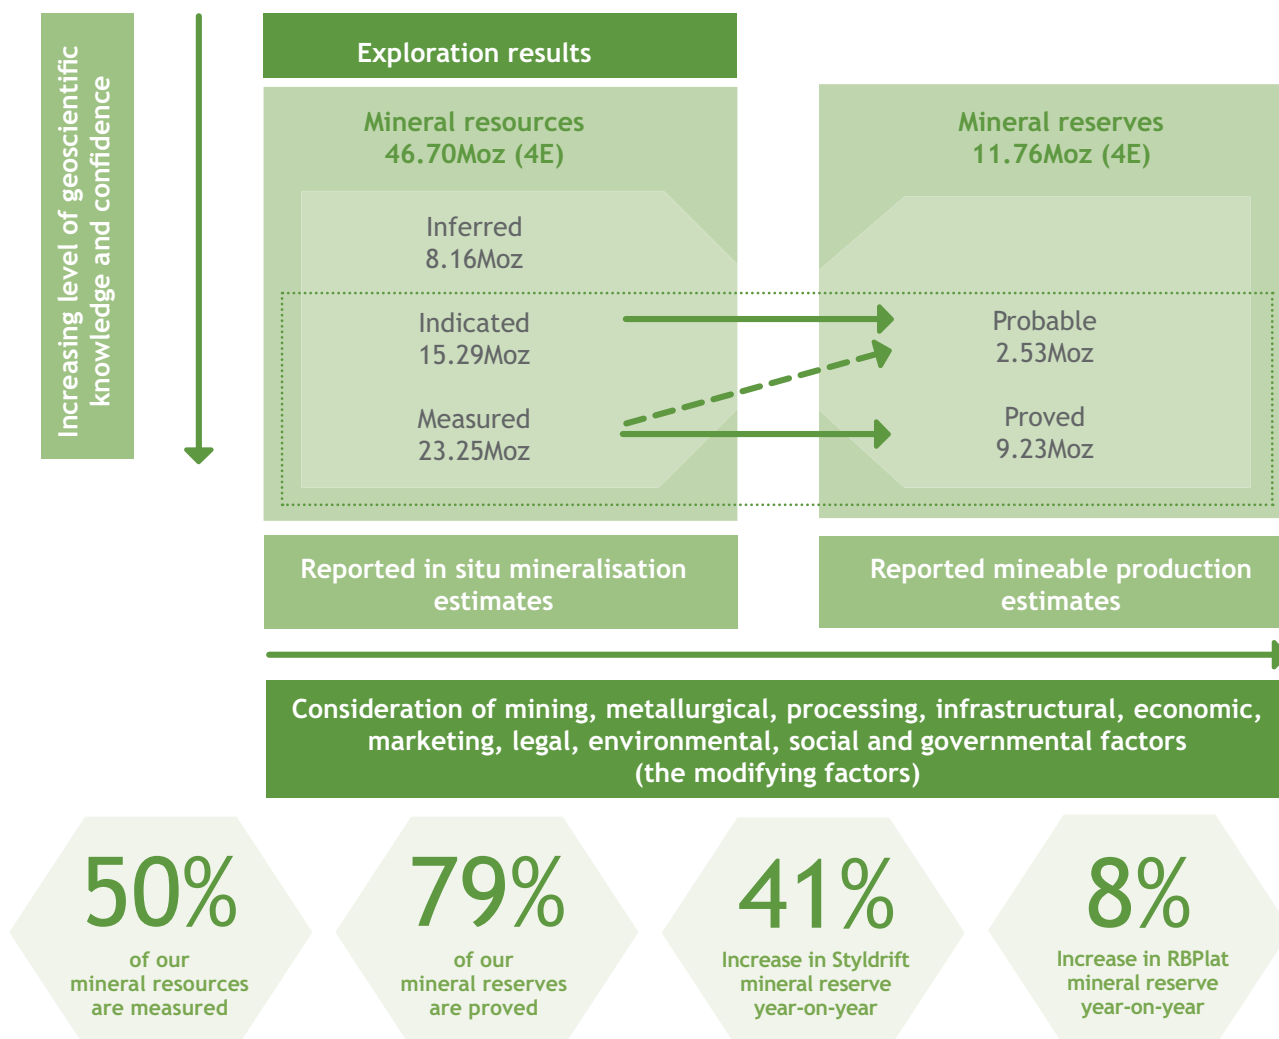 Increasing level of geoscientific
knowledge and confidence
Exploration results
Mineral resources
46.70Moz (4E)
Inferred
8.16Moz
Indicated
15.29Moz
Measured
23.25Moz
Mineral reserves
11.76Moz (4E)
Probable
2.53Moz
Proved
9.23Moz
Reported in situ mineralisation
estimates
Reported mineable production
estimates
Consideration of mining, metallurgical, processing, infrastructural, economic,
marketing, legal, environmental, social and governmental factors
(the modifying factors)
50%
of our
mineral resources
are measured
79%
of our
mineral reserves
are proved
41%
Increase in Styldrift
mineral reserve
year-on-year
8%
Increase in RBPlat
mineral reserve
year-on-year